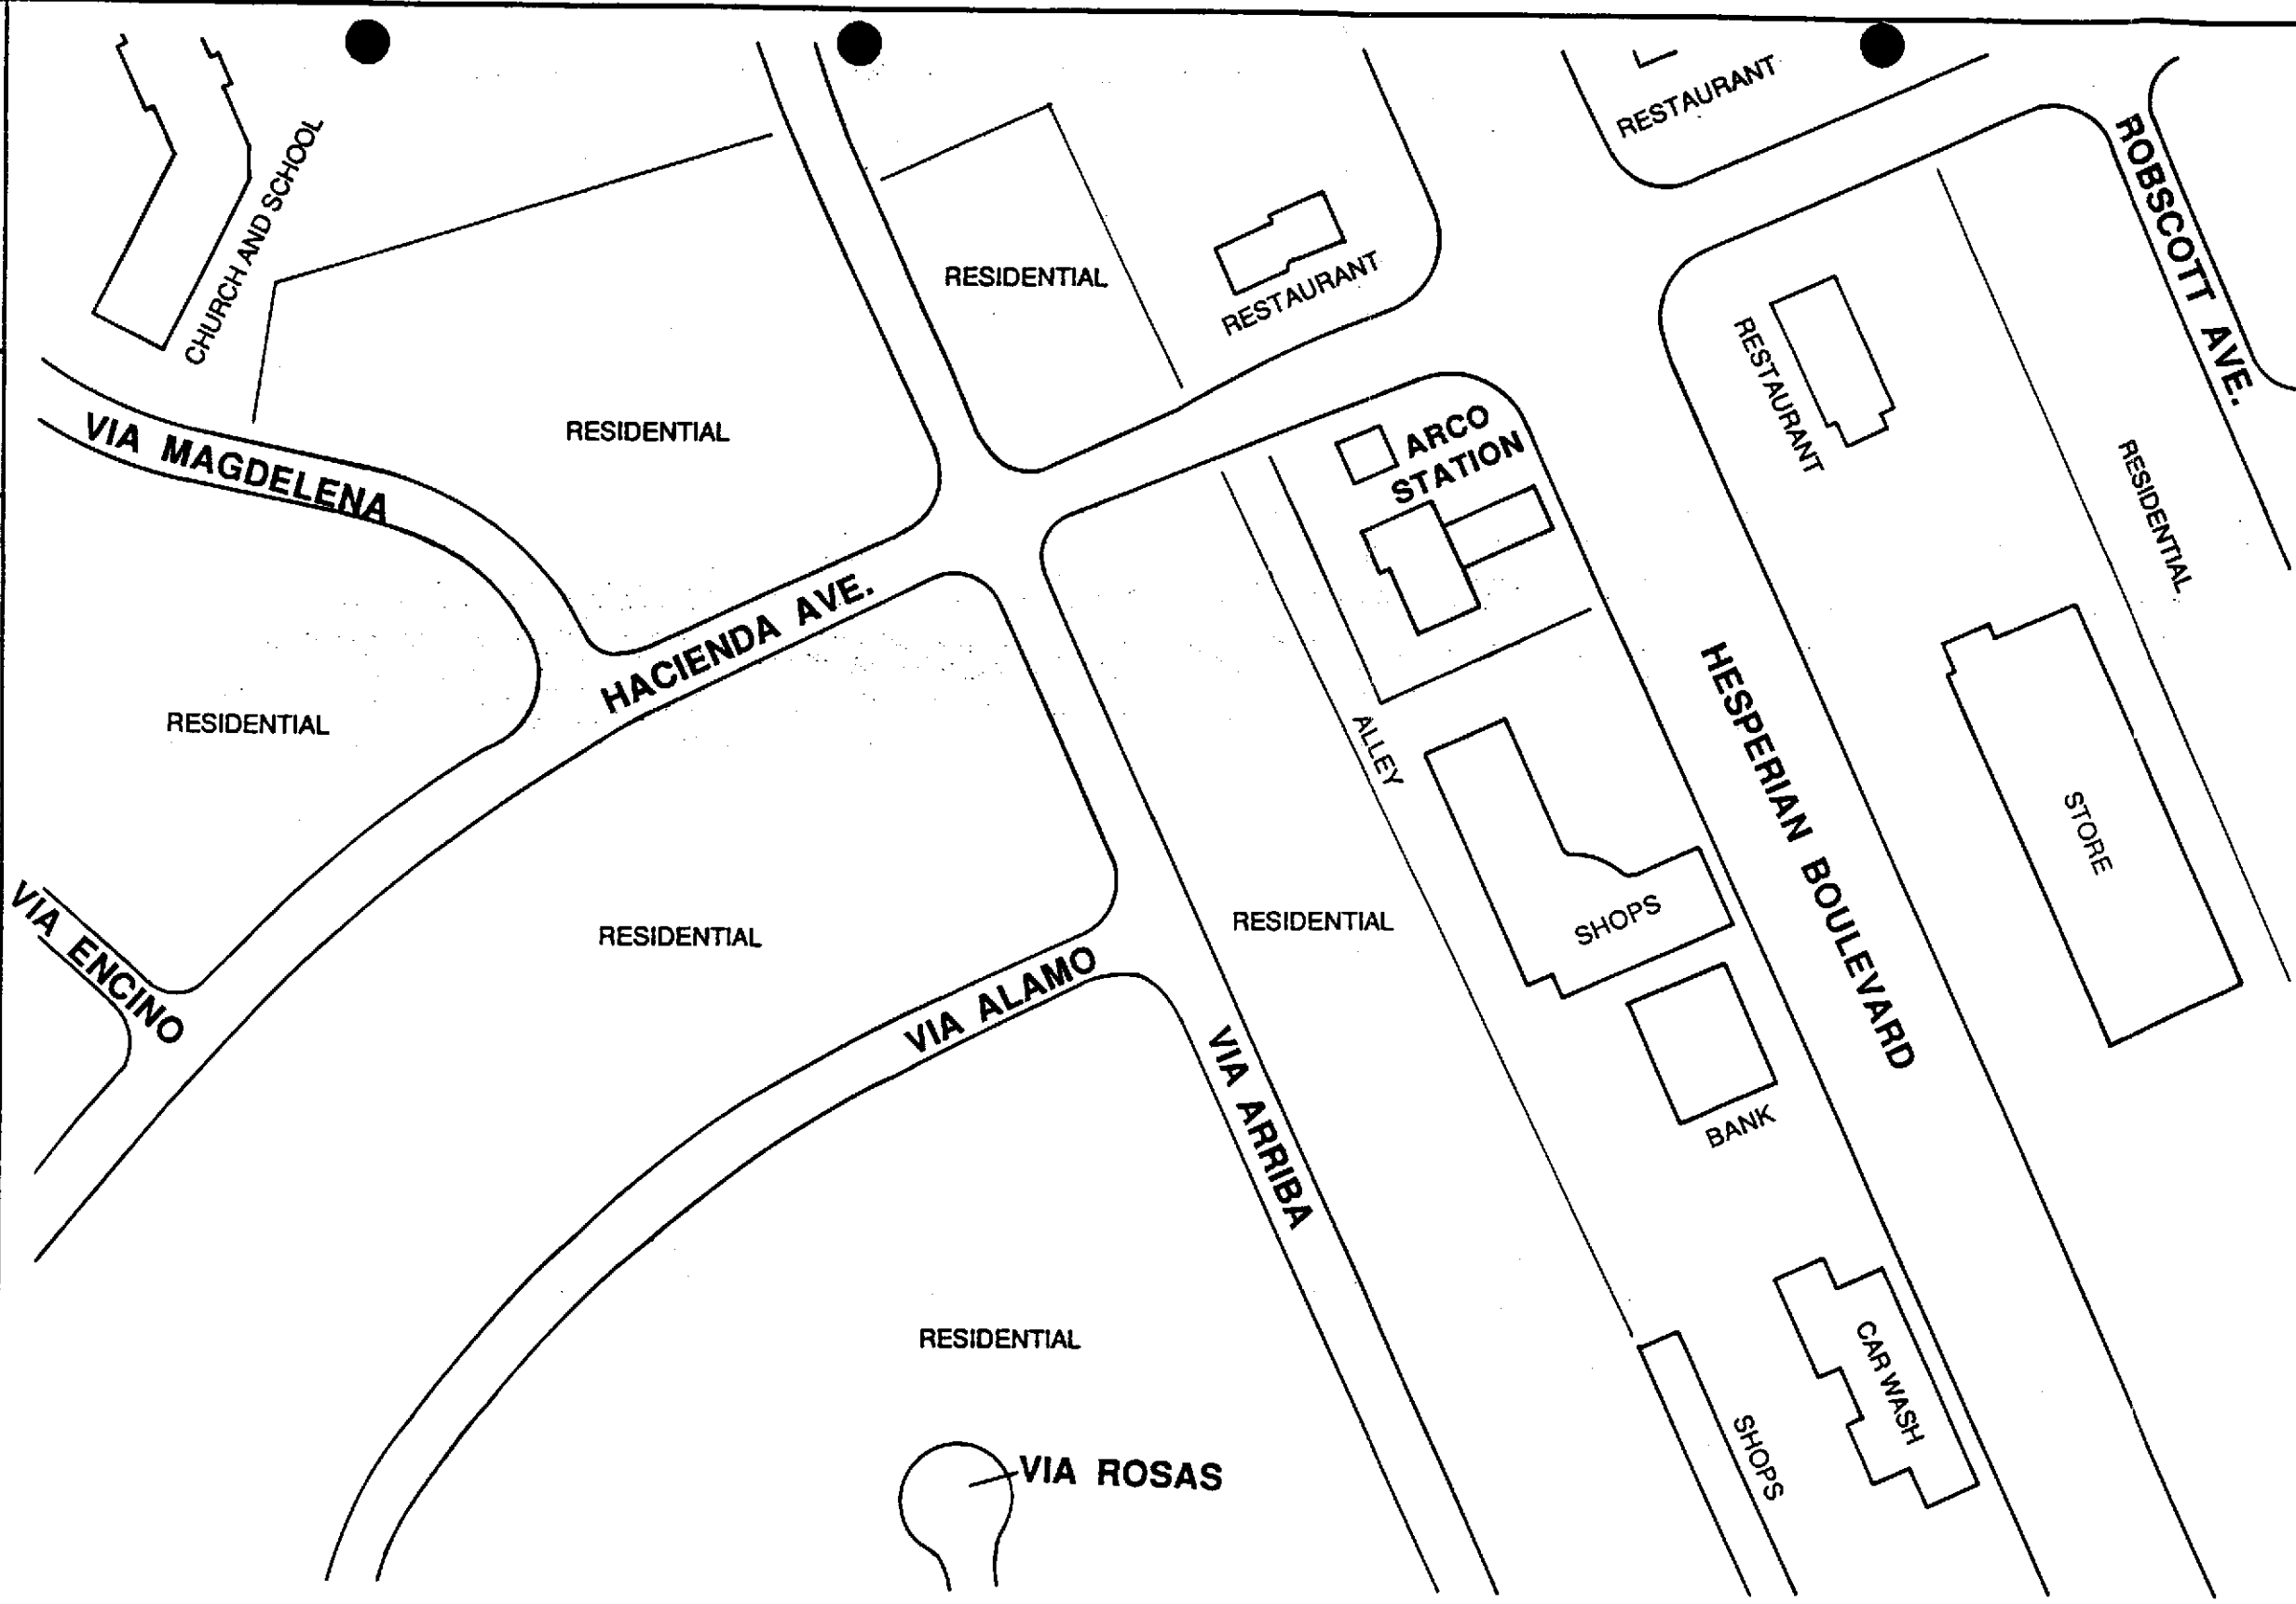 RESTAURANT
CHURCH AND SCHOOL
ROBSCOTT AVE.
RESIDENTIAL
RESTAURANT
RESTAURANT
VIA MAGDELENA
RESIDENTIAL
ARCO
STATION
RESIDENTIAL
HACIENDA AVE.
RESIDENTIAL
ALLEY
HESPERIAN BOULEVARD
STORE
VIA ENCINO
RESIDENTIAL
RESIDENTIAL
SHOPS
VIA ALAMO
VIA ARRIBA
BANK
RESIDENTIAL
CAR WASH
SHOPS
VIA ROSAS